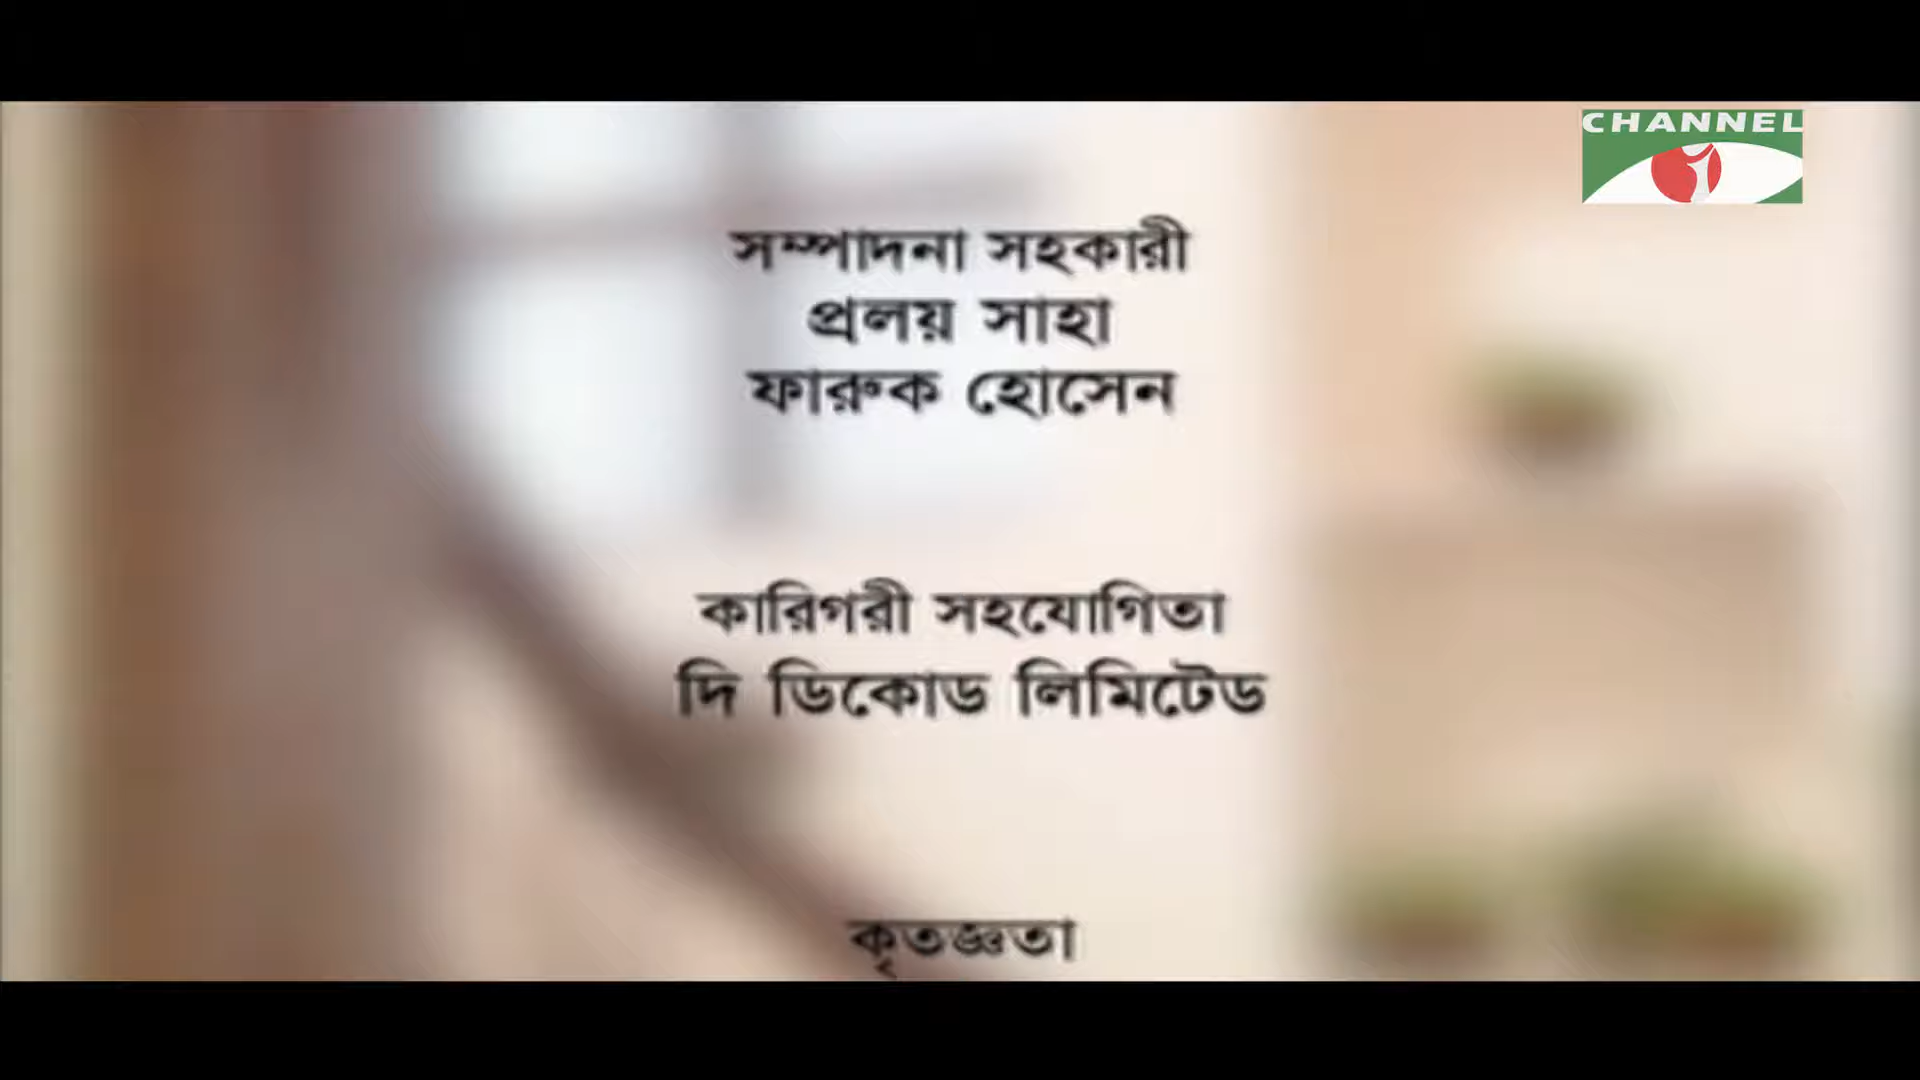 CHANNEL
i
সম্পাদনা সহকারী
প্রলয় সাহা
ফারুক হোসেন
কারিগরী সহযোগিতা
দি ডিকোড লিমিটেড
কৃতজ্ঞতা